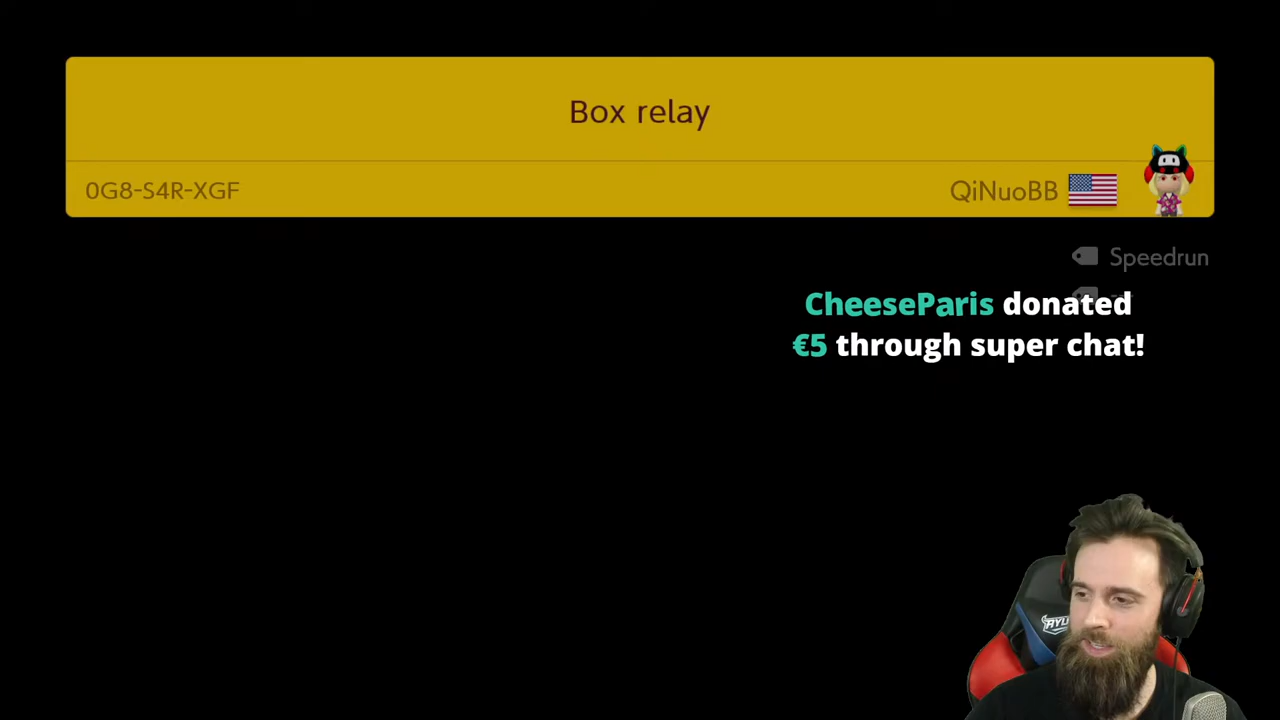 Box relay
0G8-S4R-XGF
QiNuoBB
Speedrun
CheeseParis donated
€5 through super chat!